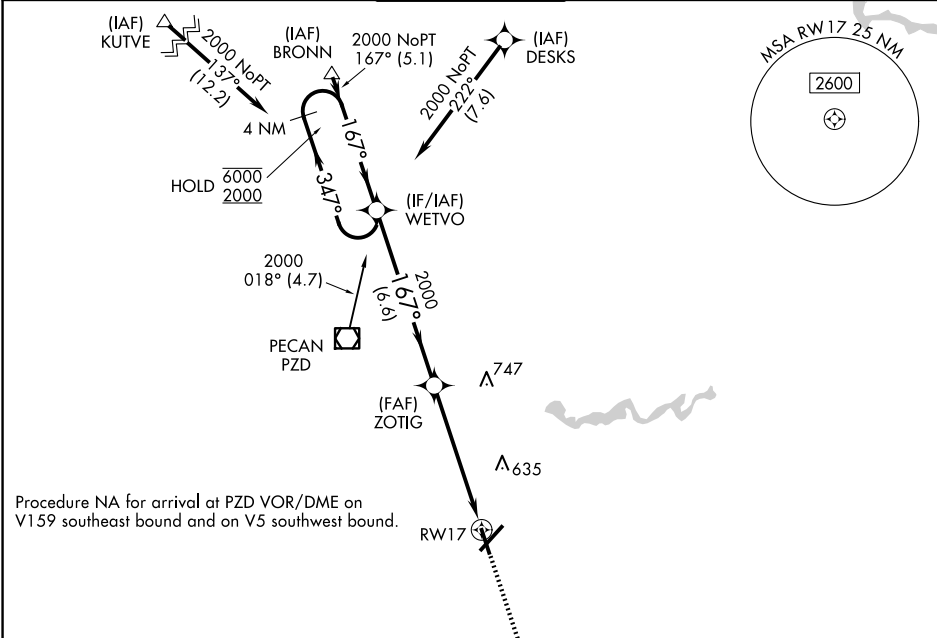 (IAF)
KUTVE
2000 NoPT
137°
(12.2)
(IAF)
BRONN
2000 NoPT
167° (5.1)
(IAF)
DESKS
2000 NoPT
222°
(7.6)
MSA RW17 25 NM
2600
4 NM
167°
HOLD
6000
2000
347°
(IF/IAF)
WETVO
2000
018° (4.7)
2000
167°
(6.6)
PECAN
PZD
747
(FAF)
ZOTIG
635
Procedure NA for arrival at PZD VOR/DME on
V159 southeast bound and on V5 southwest bound.
RW17